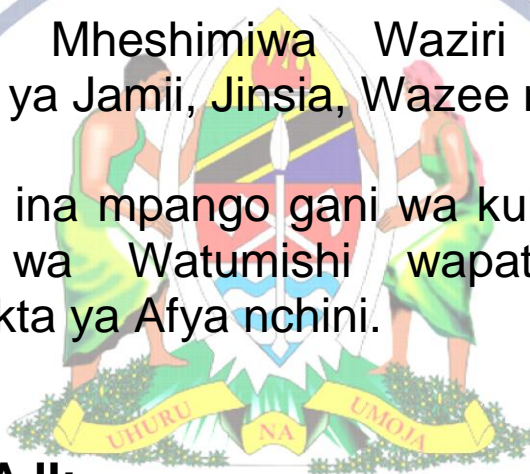 Mheshimiwa Waziri
ya Jamii, Jinsia, Wazee
ina mpango gani wa ku
wa Watumishi wapat
kta ya Afya nchini.
UHURU NA UMOJA